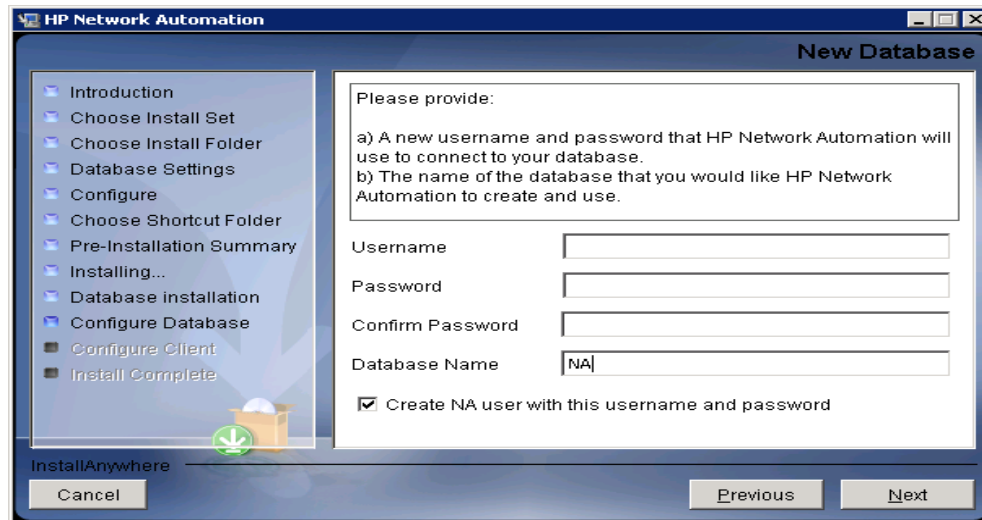 HP Network Automation
New Database
Introduction
Choose Install Set
Choose Install Folder
Database Settings
Configure
Choose Shortcut Folder
Pre-Installation Summary
Installing...
Database installation
Configure Database
Configure Client
Install Complete
Please provide:
a) A new username and password that HP Network Automation will
use to connect to your database.
b) The name of the database that you would like HP Network
Automation to create and use.
Username
Password
Confirm Password
Database Name
NA
Create NA user with this username and password
InstallAnywhere
Cancel
Previous
Next